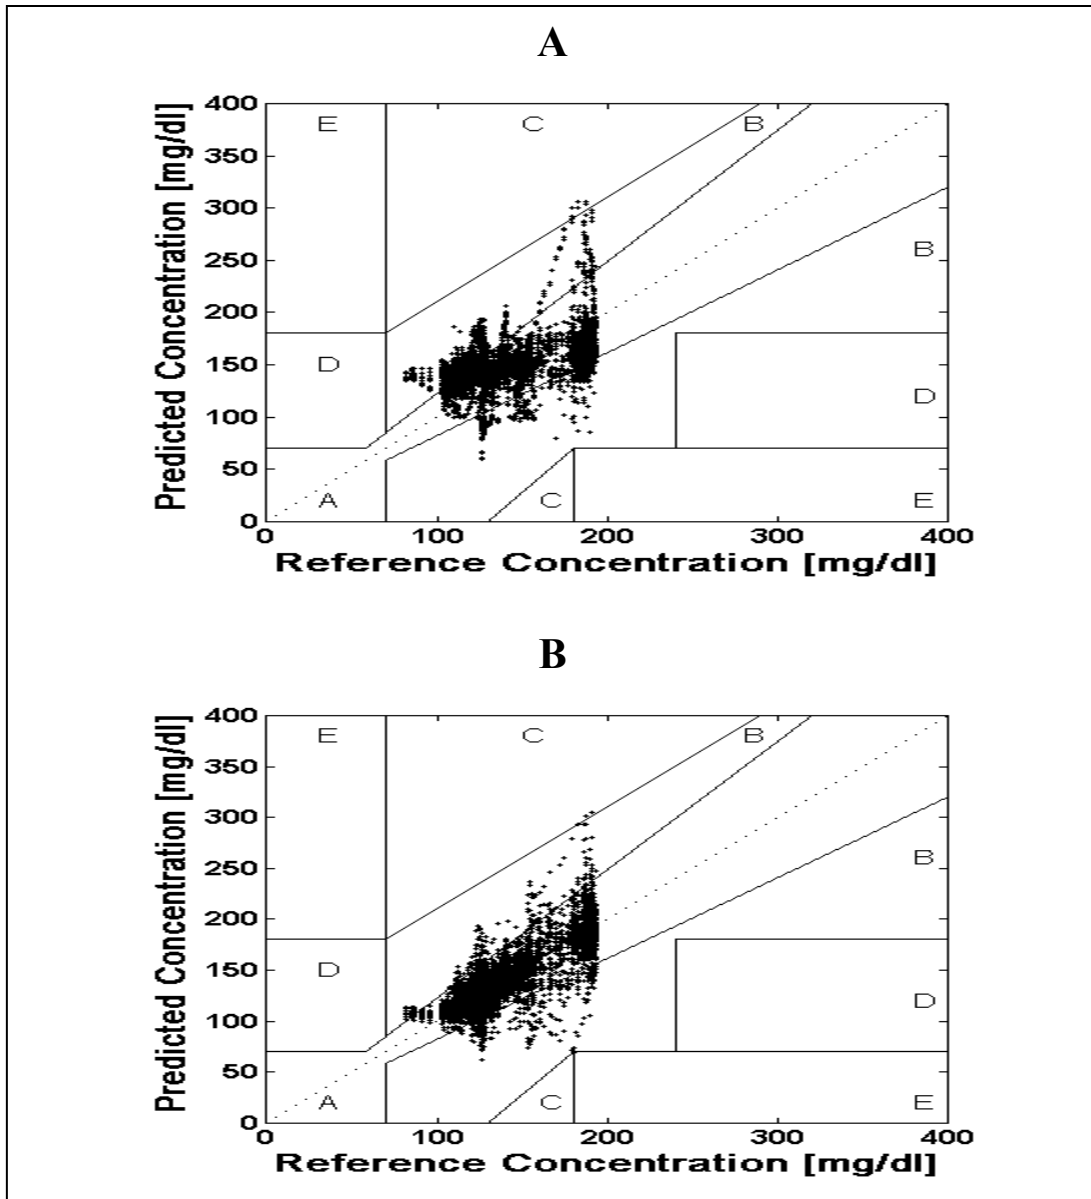 A
Predicted Concentration [mg/dl]
400
350
300
250
200
150
100
50
0
E
C
B
B
D
D
A
C
E
0
100
200
300
400
Reference Concentration [mg/dl]
B
Predicted Concentration [mg/dl]
400
350
300
250
200
150
100
50
0
E
C
B
B
D
D
A
C
E
0
100
200
300
400
Reference Concentration [mg/dl]